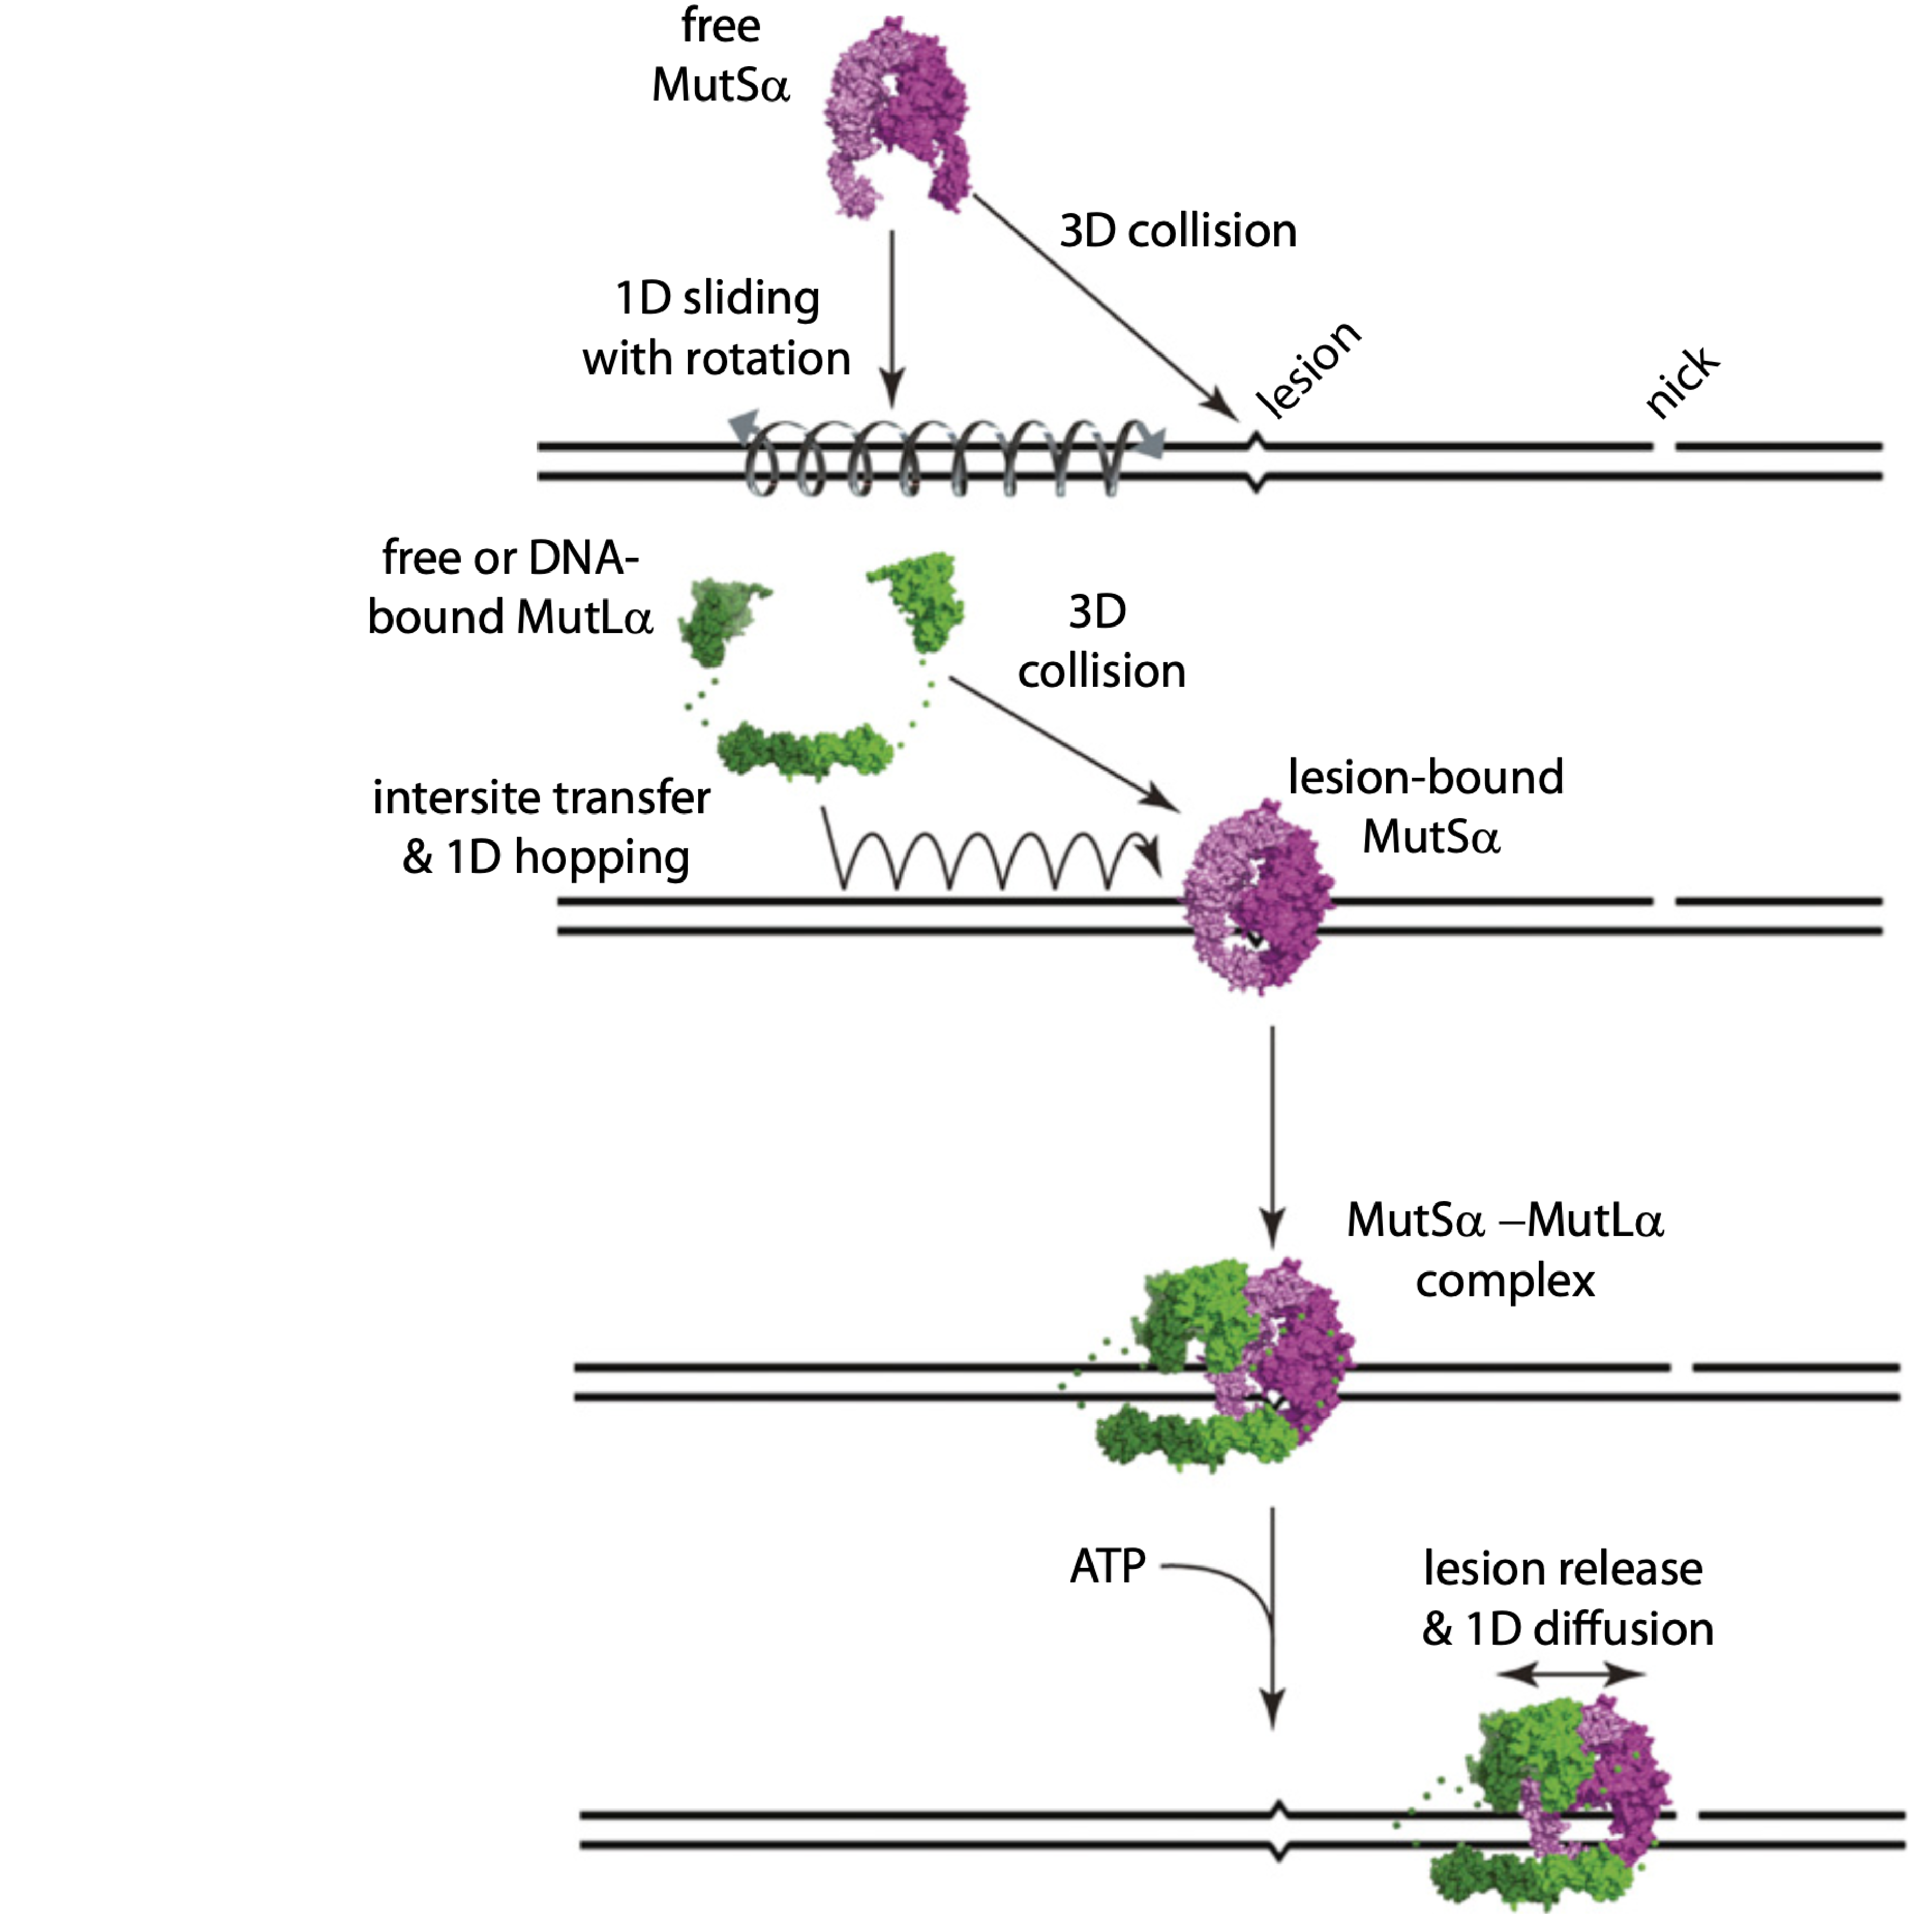 free
MutSα
3D collision
1D sliding
with rotation
lesion
nick
free or DNA-
bound MutLα
3D
collision
intersite transfer
& 1D hopping
lesion-bound
MutSα
MutSα –MutLα
complex
ATP
lesion release
& 1D diffusion